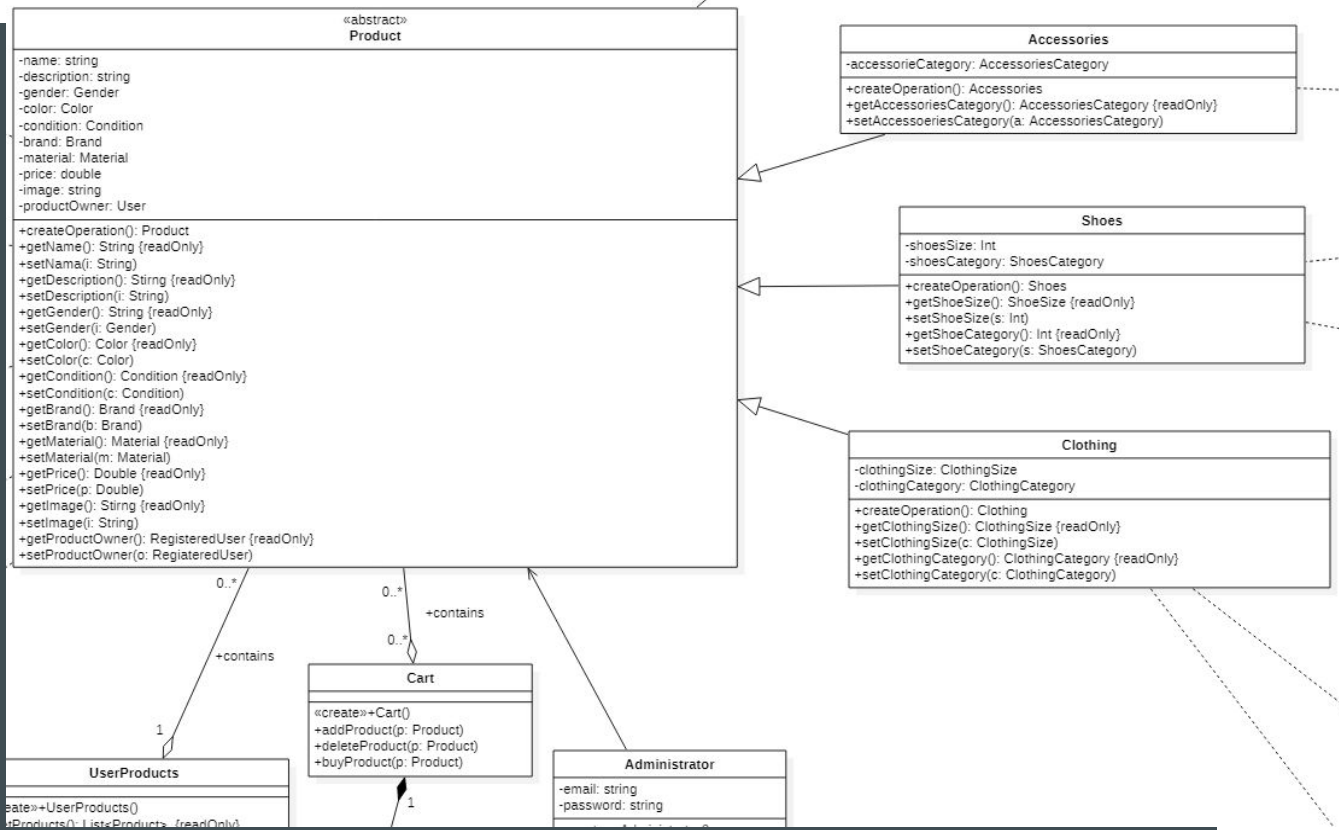 «abstract»
Product
-name: string
-description: string
-gender: Gender
-color: Color
-condition: Condition
-brand: Brand
-material: Material
-price: double
-image: string
-productOwner: User
+createOperation(): Product
+getName(): String {readOnly}
+setNama(i: String)
+getDescription(): Stirng {readOnly}
+setDescription(i: String)
+getGender(): String {readOnly}
+setGender(i: Gender)
+getColor(): Color {readOnly}
+setColor(c: Color)
+getCondition(): Condition {readOnly}
+setCondition(c: Condition)
+getBrand(): Brand {readOnly}
+setBrand(b: Brand)
+getMaterial(): Material {readOnly}
+setMaterial(m: Material)
+getPrice(): Double {readOnly}
+setPrice(p: Double)
+getImage(): Stirng {readOnly}
+setImage(i: String)
+getProductOwner(): RegisteredUser {readOnly}
+setProductOwner(o: RegiateredUser)
Accessories
-accessorieCategory: AccessoriesCategory
+createOperation(): Accessories
+getAccessoriesCategory(): AccessoriesCategory {readOnly}
+setAccessoeriesCategory(a: AccessoriesCategory)
Shoes
-shoesSize: Int
-shoesCategory: ShoesCategory
+createOperation(): Shoes
+getShoeSize(): ShoeSize {readOnly}
+setShoeSize(s: Int)
+getShoeCategory(): Int {readOnly}
+setShoeCategory(s: ShoesCategory)
Clothing
-clothingSize: ClothingSize
-clothingCategory: ClothingCategory
+createOperation(): Clothing
+getClothingSize(): ClothingSize {readOnly}
+setClothingSize(c: ClothingSize)
+getClothingCategory(): ClothingCategory {readOnly}
+setClothingCategory(c: ClothingCategory)
0..*
+contains
1
0..*
+contains
0..*
Cart
«create»+Cart()
+addProduct(p: Product)
+deleteProduct(p: Product)
+buyProduct(p: Product)
1
UserProducts
eate»+UserProducts()
etProducts(): List<Product> {readOnly}
Administrator
-email: string
-password: string